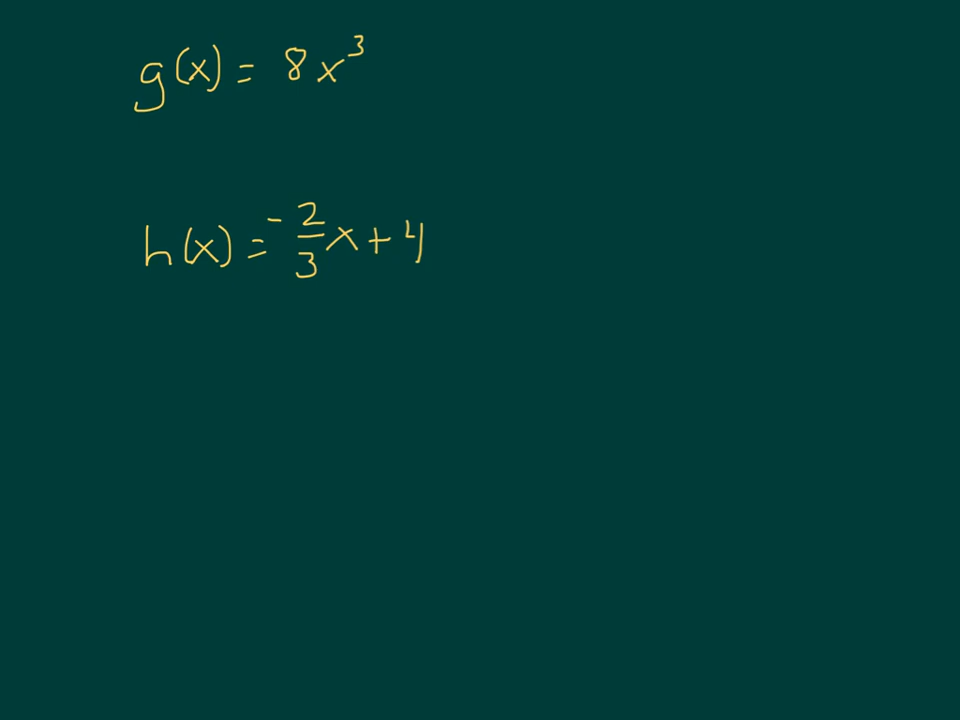 g(x) = 8x³
h(x) = -2/3x + 4